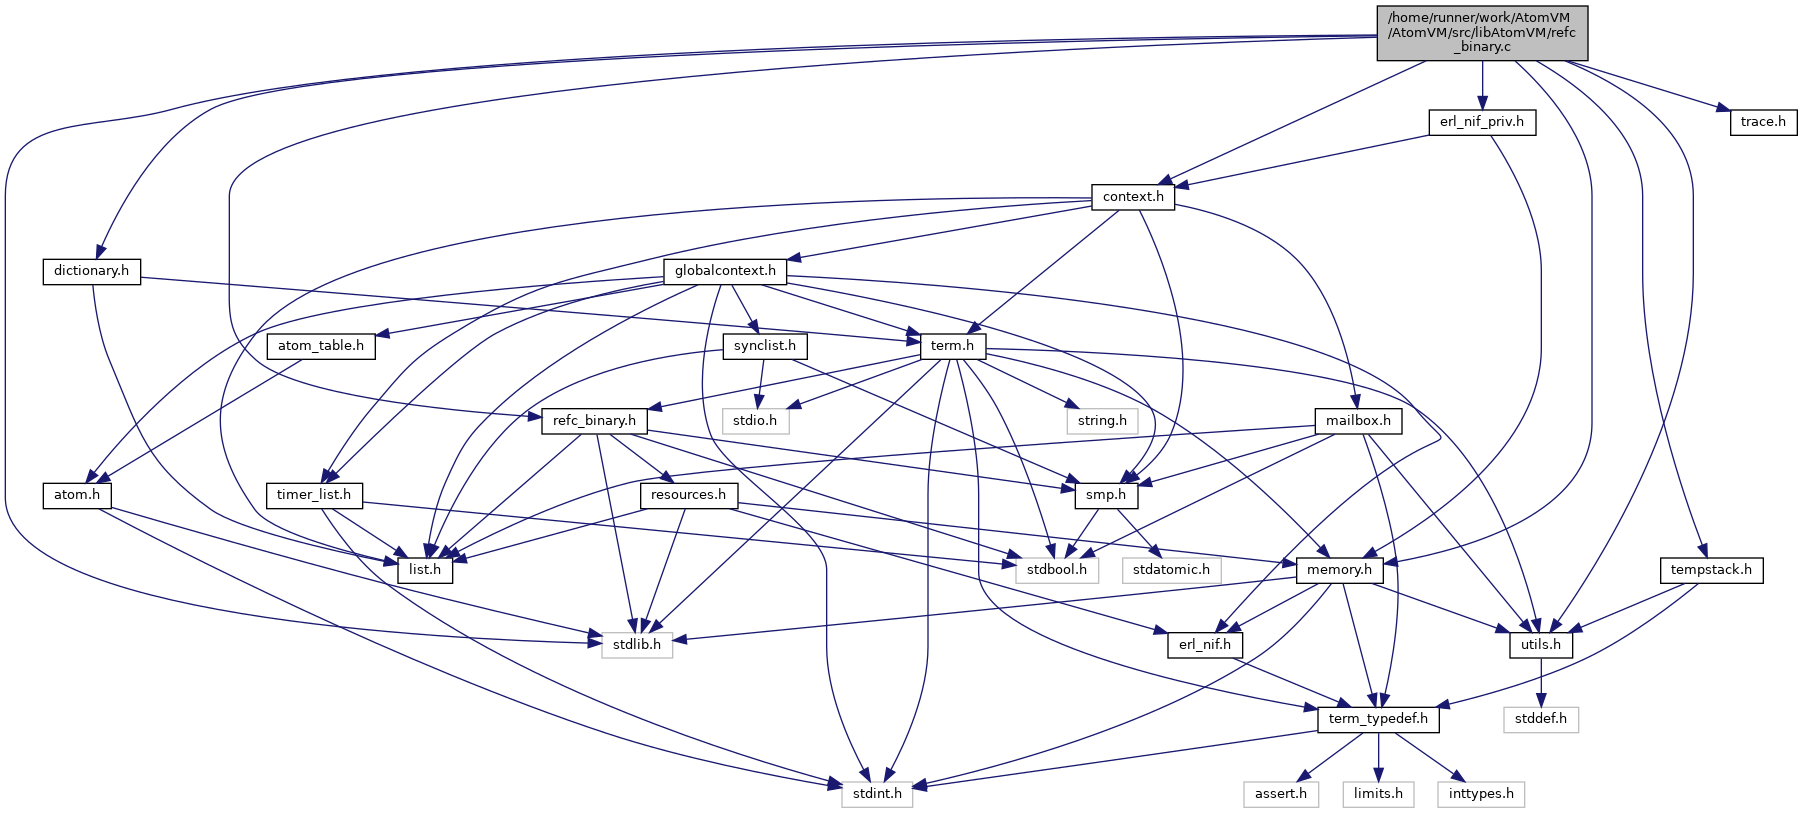 /home/runner/work/AtomVM
/AtomVM/src/libAtomVM/refc
_binary.c
erl_nif_priv.h
trace.h
context.h
dictionary.h
globalcontext.h
atom_table.h
synclist.h
term.h
refc_binary.h
stdio.h
string.h
mailbox.h
atom.h
timer_list.h
resources.h
smp.h
list.h
stdbool.h
stdatomic.h
memory.h
tempstack.h
stdlib.h
erl_nif.h
utils.h
term_typedef.h
stddef.h
stdint.h
assert.h
limits.h
inttypes.h